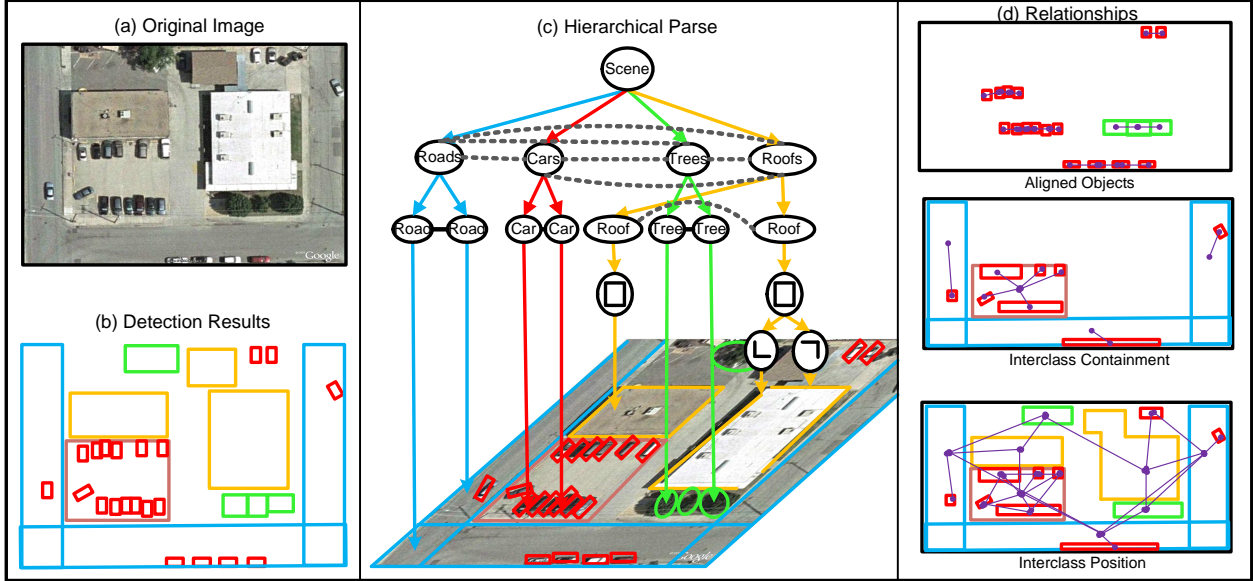 (a) Original Image
Google
(b) Detection Results
(c) Hierarchical Parse
Scene
Roads
Cars
Trees
Roofs
Road
Road
Car
Car
Roof
Tree
Tree
Roof
Google
(d) Relationships
Aligned Objects
Interclass Containment
Interclass Position